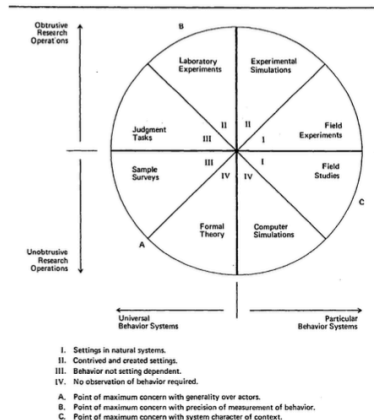 Obtrusive
Research
Operations
B
Laboratory
Experiments
Experimental
Simulations
II
II
Judgment
Tasks
III
I
Field
Experiments
Sample
Surveys
III
I
Field
Studies
IV
IV
C
A
Formal
Theory
Computer
Simulations
Unobtrusive
Research
Operations
Universal
Behavior Systems
Particular
Behavior Systems
I. Settings in natural systems.
II. Contrived and created settings.
III. Behavior not setting dependent.
IV. No observation of behavior required.
A. Point of maximum concern with generality over actors.
B. Point of maximum concern with precision of measurement of behavior.
C. Point of maximum concern with system character of context.